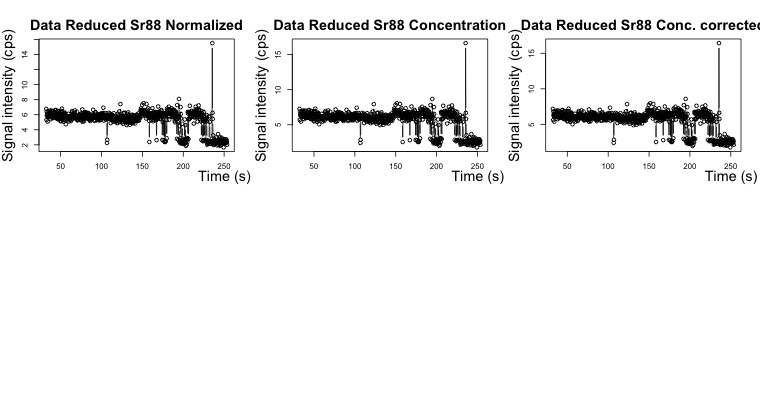 Data Reduced Sr88 Normalized
Signal intensity (cps)
2 4 6 8 10 14
50 100 150 200 250
Time (s)
Data Reduced Sr88 Concentration
Signal intensity (cps)
5 10 15
50 100 150 200 250
Time (s)
Data Reduced Sr88 Conc. corrected
Signal intensity (cps)
5 10 15
50 100 150 200 250
Time (s)